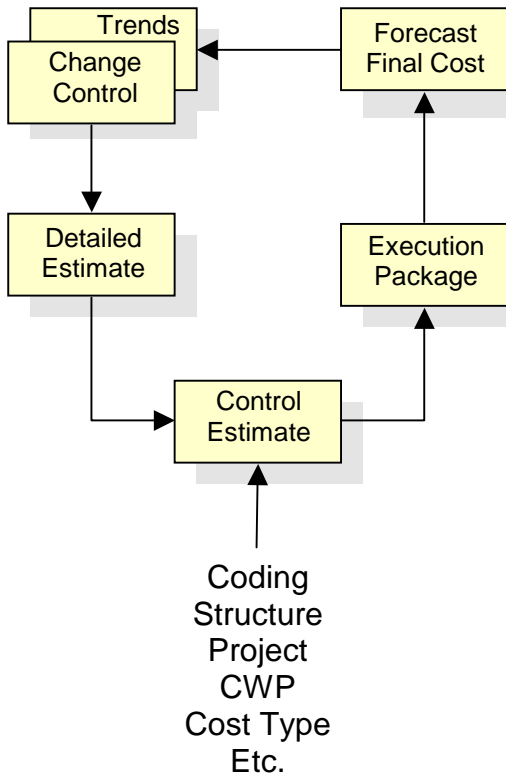 Trends
Change
Control
Forecast
Final Cost
Detailed
Estimate
Execution
Package
Control
Estimate
Coding
Structure
Project
CWP
Cost Type
Etc.